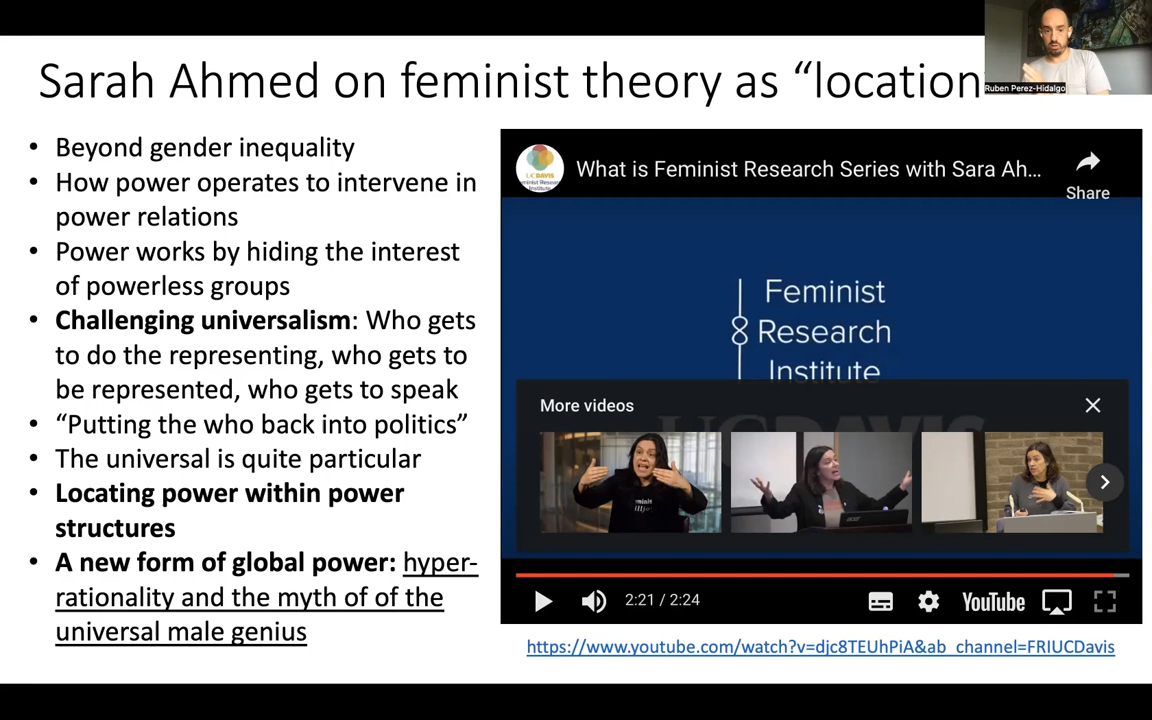 Sarah Ahmed on feminist theory as “location
Ruben Perez-Hidalgo
• Beyond gender inequality
• How power operates to intervene in
power relations
• Power works by hiding the interest
of powerless groups
• Challenging universalism: Who gets
to do the representing, who gets to
be represented, who gets to speak
• “Putting the who back into politics”
• The universal is quite particular
• Locating power within power
structures
• A new form of global power: hyper-
rationality and the myth of of the
universal male genius
UC DAVIS
What is Feminist Research Series with Sara Ah...
Share
Feminist
Research
Institute
UC DAVIS
More videos
2:21 / 2:24
YouTube
https://www.youtube.com/watch?v=djc8TEUhPiA&ab_channel=FRIUCDavis